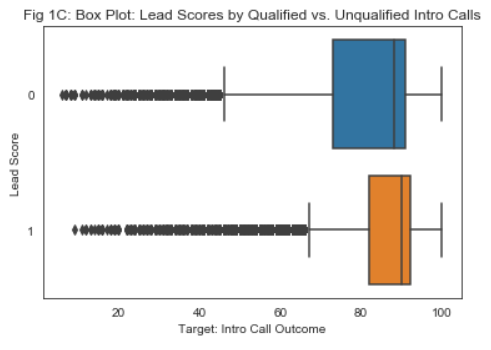 Fig 1C: Box Plot: Lead Scores by Qualified vs. Unqualified Intro Calls
0
Lead Score
1
20 40 60 80 100
Target: Intro Call Outcome